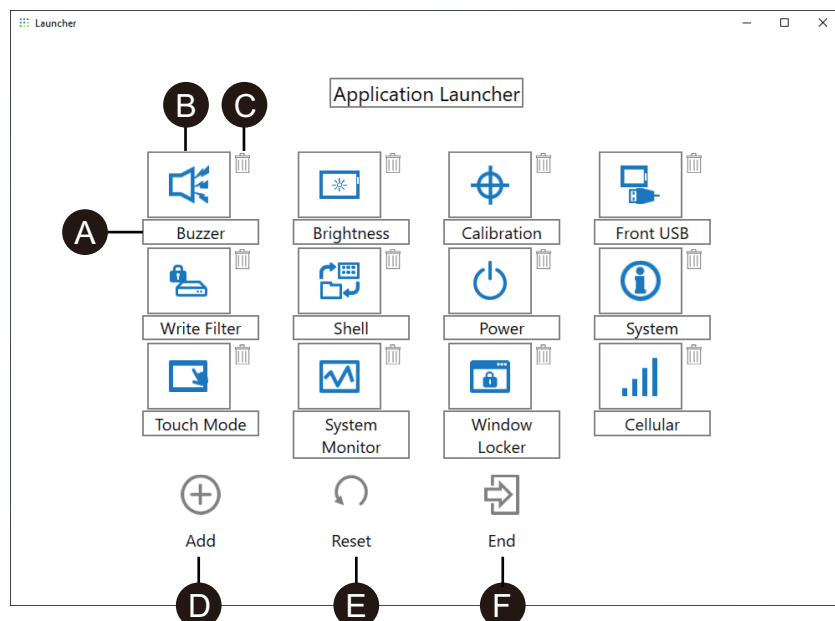 Launcher
Application Launcher
B C
A
Buzzer Brightness Calibration Front USB
Write Filter Shell Power System
Touch Mode System Monitor Window Locker Cellular
Add Reset End
D E F